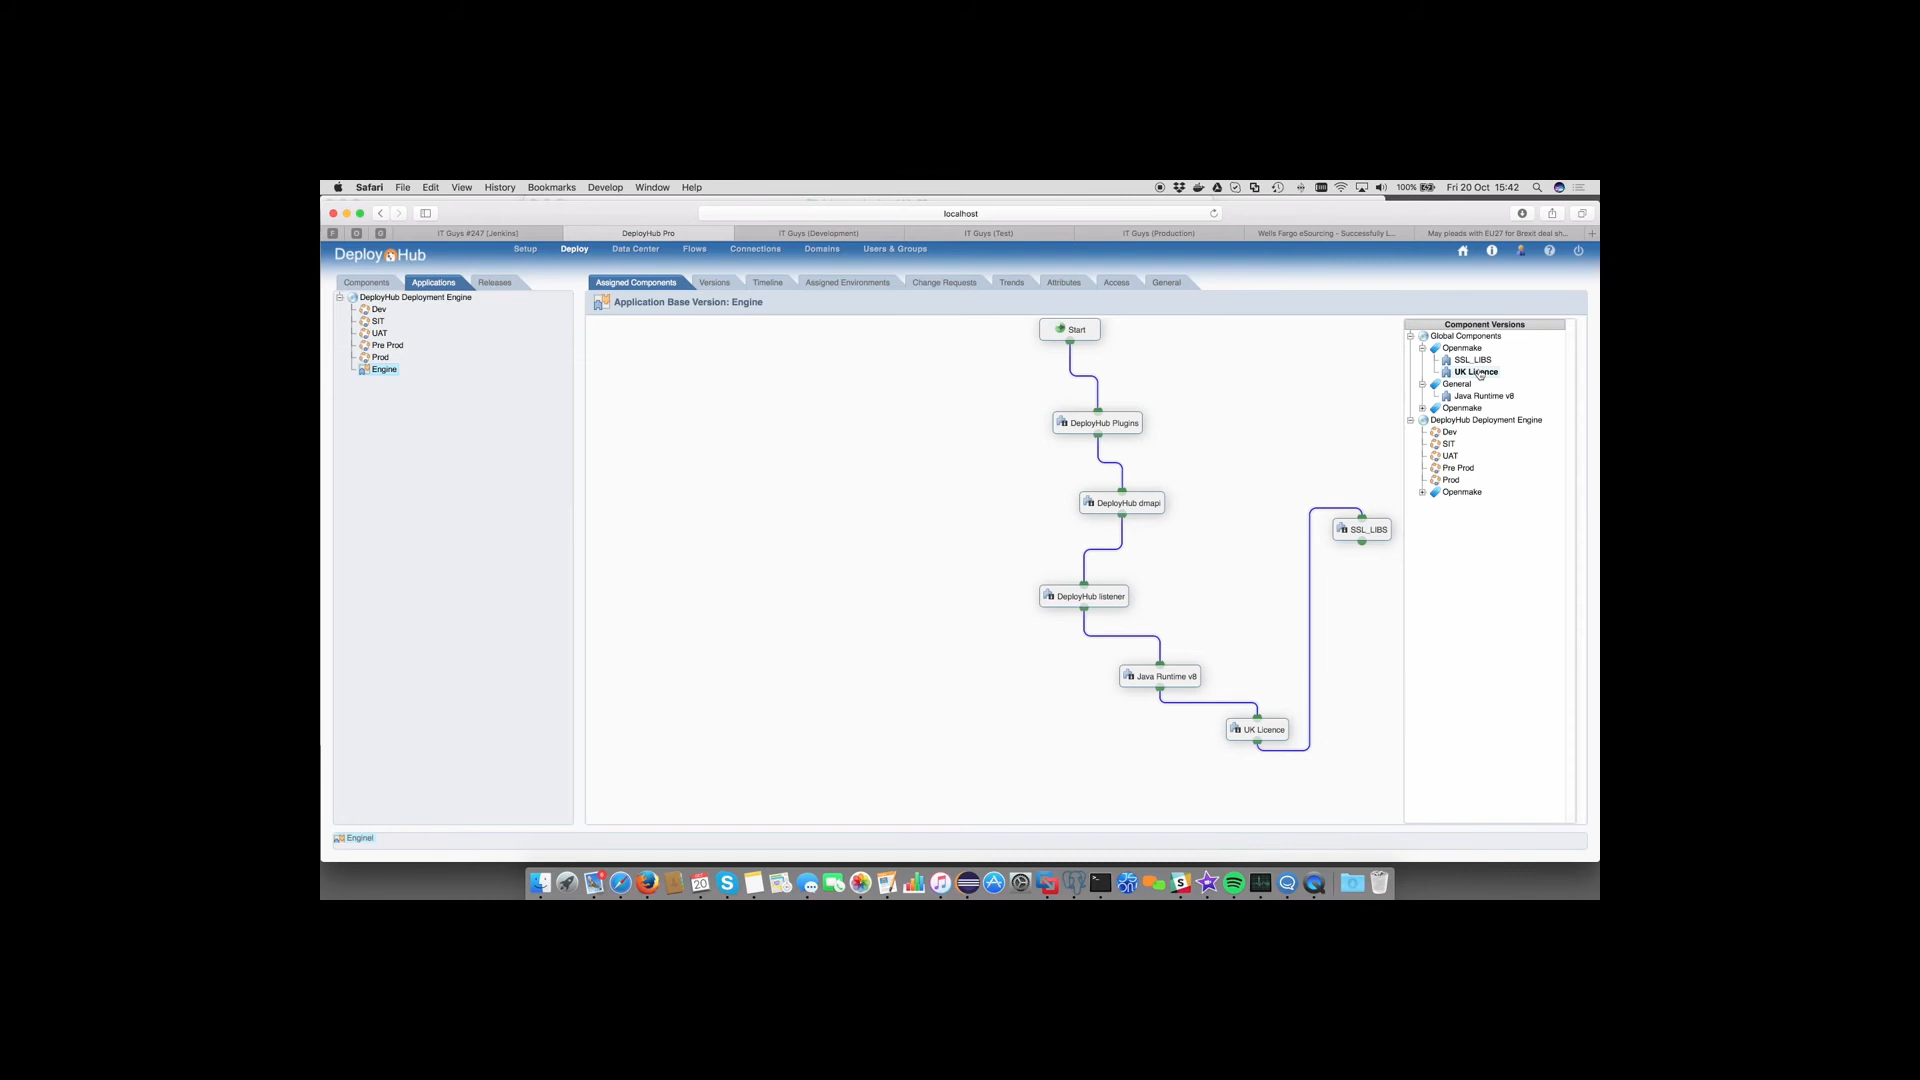 Safari File Edit View History Bookmarks Develop Window Help 100% Fri 20 Oct 15:42
localhost
IT Guys #247 [Jenkins] DeployHub Pro IT Guys (Development) IT Guys (Test) IT Guys (Production) Wells Fargo eSourcing - Successfully L... May pleads with EU27 for Brexit deal sh...
DeployHub Setup Deploy Data Center Flows Connections Domains Users & Groups
Components Applications Releases
Assigned Components Versions Timeline Assigned Environments Change Requests Trends Attributes Access General
DeployHub Deployment Engine
Dev
SIT
UAT
Pre Prod
Prod
Engine
Application Base Version: Engine
Start
DeployHub Plugins
DeployHub dmapi
DeployHub listener
Java Runtime v8
UK Licence
SSL_LIBS
Component Versions
Global Components
Openmake
SSL_LIBS
UK Licence
General
Java Runtime v8
Openmake
DeployHub Deployment Engine
Dev
SIT
UAT
Pre Prod
Prod
Openmake
Enginel
20